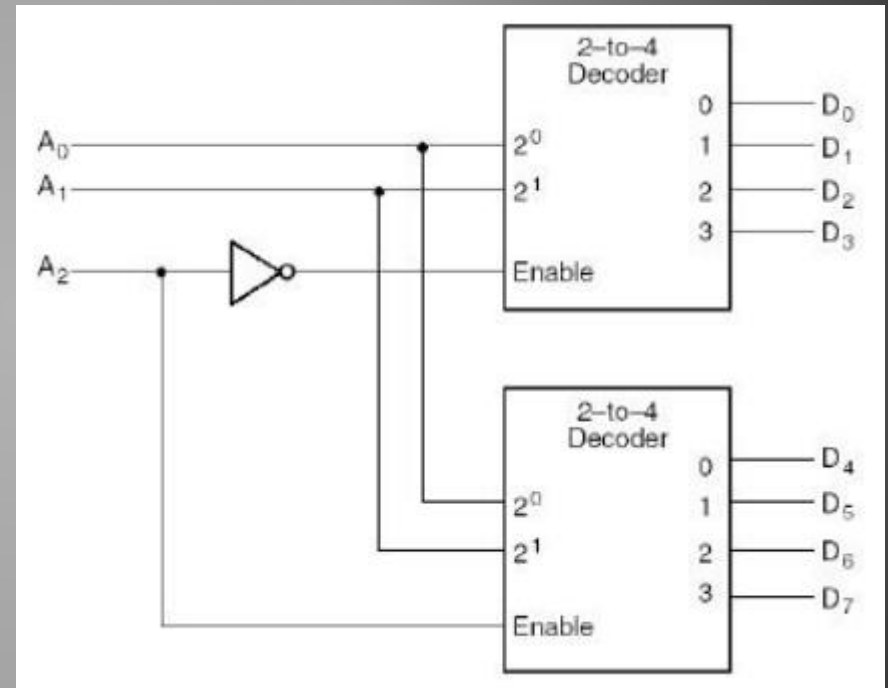 2–to–4
Decoder
0 D₀
A₀ 2⁰ 1 D₁
A₁ 2¹ 2 D₂
3 D₃
A₂ Enable
2–to–4
Decoder
0 D₄
2⁰ 1 D₅
2¹ 2 D₆
3 D₇
Enable